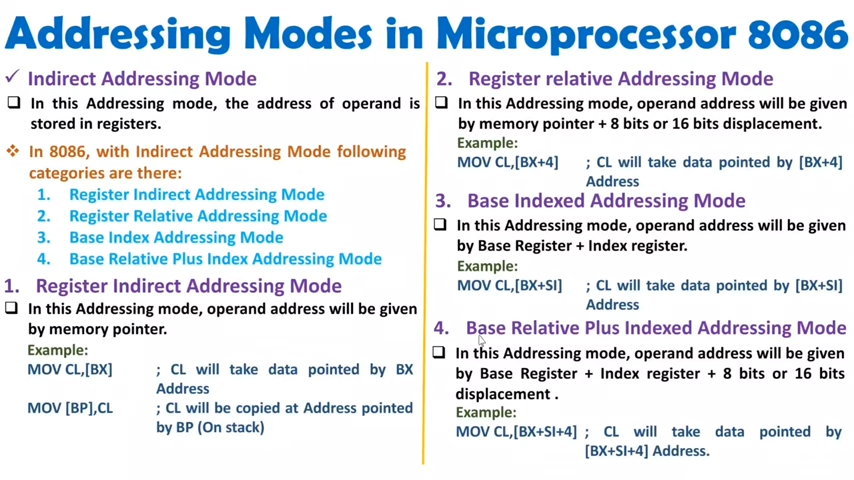 Addressing Modes in Microprocessor 8086
✓ Indirect Addressing Mode
❑ In this Addressing mode, the address of operand is
stored in registers.
❖ In 8086, with Indirect Addressing Mode following
categories are there:
1. Register Indirect Addressing Mode
2. Register Relative Addressing Mode
3. Base Index Addressing Mode
4. Base Relative Plus Index Addressing Mode
1. Register Indirect Addressing Mode
❑ In this Addressing mode, operand address will be given
by memory pointer.
Example:
MOV CL,[BX] ; CL will take data pointed by BX
Address
MOV [BP],CL ; CL will be copied at Address pointed
by BP (On stack)
2. Register relative Addressing Mode
❑ In this Addressing mode, operand address will be given
by memory pointer + 8 bits or 16 bits displacement.
Example:
MOV CL,[BX+4] ; CL will take data pointed by [BX+4]
Address
3. Base Indexed Addressing Mode
❑ In this Addressing mode, operand address will be given
by Base Register + Index register.
Example:
MOV CL,[BX+SI] ; CL will take data pointed by [BX+SI]
Address
4. Base Relative Plus Indexed Addressing Mode
❑ In this Addressing mode, operand address will be given
by Base Register + Index register + 8 bits or 16 bits
displacement .
Example:
MOV CL,[BX+SI+4] ; CL will take data pointed by
[BX+SI+4] Address.